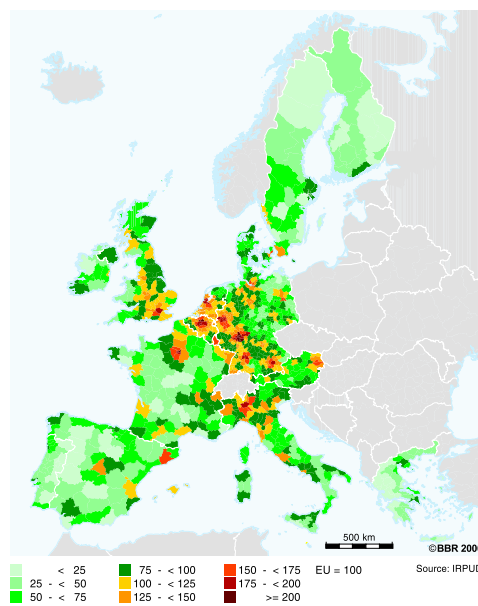 500 km
©BBR 200
< 25
75 - < 100
150 - < 175
EU = 100
Source: IRPUD
25 - < 50
100 - < 125
175 - < 200
50 - < 75
125 - < 150
>= 200